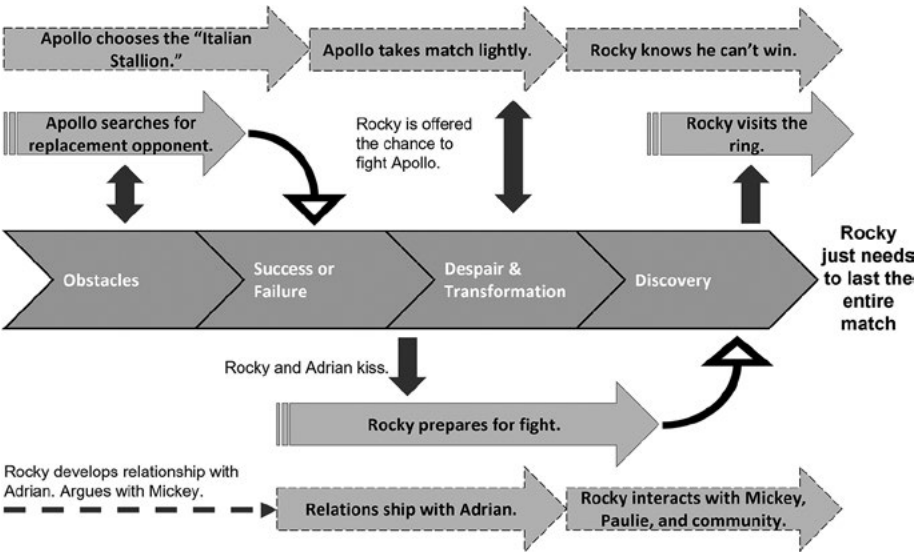 Apollo chooses the “Italian
Stallion.”
Apollo takes match lightly.
Rocky knows he can’t win.
Apollo searches for
replacement opponent.
Rocky is offered
the chance to
fight Apollo.
Rocky visits the
ring.
Obstacles
Success or
Failure
Despair &
Transformation
Discovery
Rocky
just needs
to last the
entire
match
Rocky and Adrian kiss.
Rocky prepares for fight.
Rocky develops relationship with
Adrian. Argues with Mickey.
Relations ship with Adrian.
Rocky interacts with Mickey,
Paulie, and community.